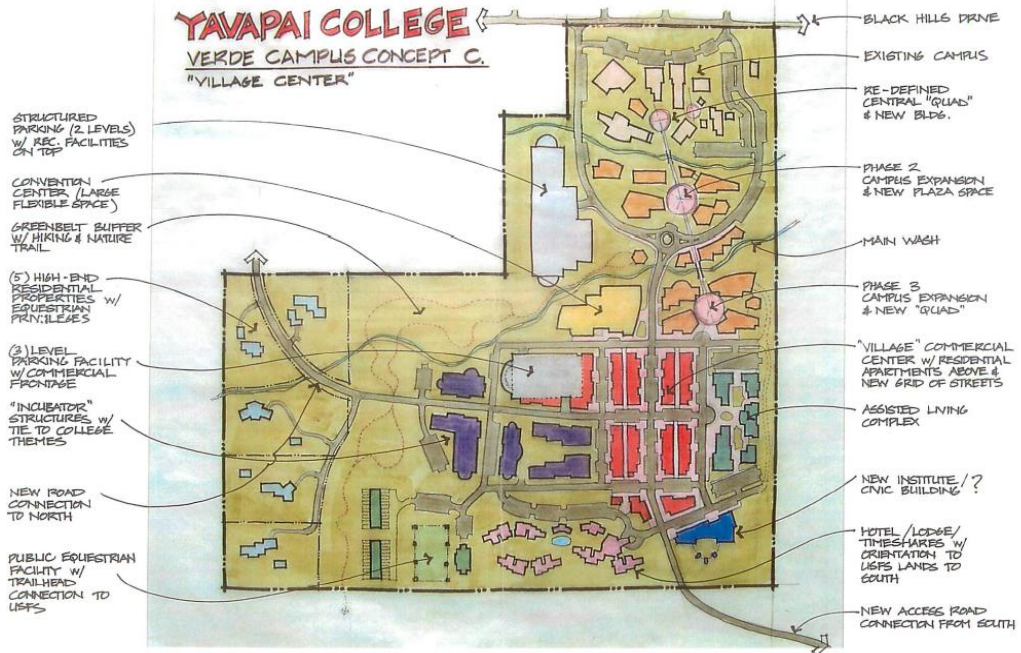 YAVAPAI COLLEGE
VERDE CAMPUS CONCEPT C.
"VILLAGE CENTER"
STRUCTURED
PARKING (2 LEVELS)
W/ REC. FACILITIES
ON TOP
CONVENTION
CENTER (LARGE
FLEXIBLE SPACE)
GREENBELT BUFFER
W/ HIKING & NATURE
TRAIL
(5) HIGH-END
RESIDENTIAL
PROPERTIES W/
EQUESTRIAN
PRIVILEGES
(3) LEVEL
PARKING FACILITY
W/ COMMERCIAL
FRONTAGE
"INCUBATOR"
STRUCTURES W/
TIE TO COLLEGE
THEMES
NEW ROAD
CONNECTION
TO NORTH
PUBLIC EQUESTRIAN
FACILITY W/
TRAILHEAD
CONNECTION TO
USFS
BLACK HILLS DRIVE
EXISTING CAMPUS
RE-DEFINED
CENTRAL "QUAD"
& NEW BLDG.
PHASE 2
CAMPUS EXPANSION
& NEW PLAZA SPACE
MAIN WASH
PHASE 3
CAMPUS EXPANSION
& NEW "QUAD"
"VILLAGE" COMMERCIAL
CENTER W/ RESIDENTIAL
APARTMENTS ABOVE &
NEW GRID OF STREETS
ASSISTED LIVING
COMPLEX
NEW INSTITUTE/?
CIVIC BUILDING
HOTEL/LODGE/
TIMESHARES W/
ORIENTATION TO
USFS LANDS TO
SOUTH
NEW ACCESS ROAD
CONNECTION FROM SOUTH